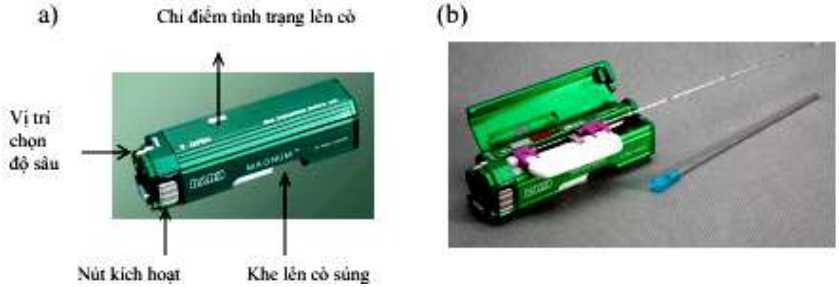 a)
Chỉ điểm tình trạng lên cò
(b)
Vị trí
chọn
độ sâu
BARD
MAGNUM
Nút kích hoạt
Khe lên cò súng